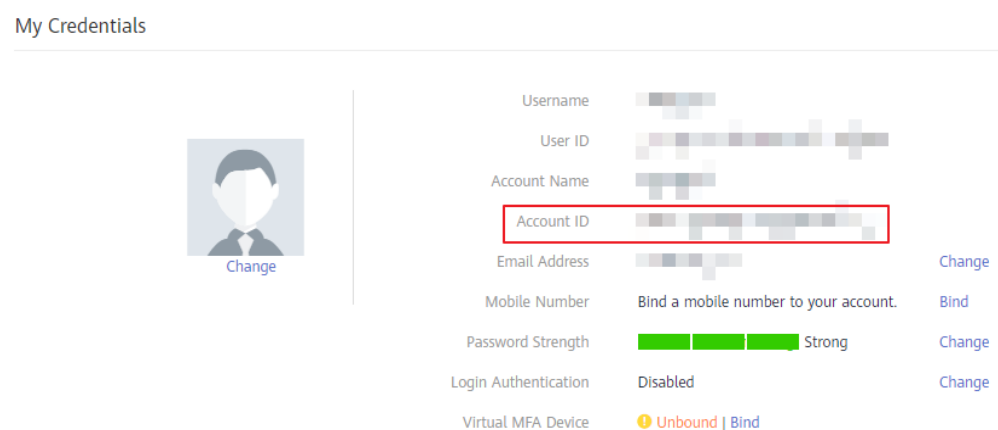 My Credentials
Change
Username
User ID
Account Name
Account ID
Email Address Change
Mobile Number Bind a mobile number to your account. Bind
Password Strength Strong Change
Login Authentication Disabled Change
Virtual MFA Device Unbound | Bind